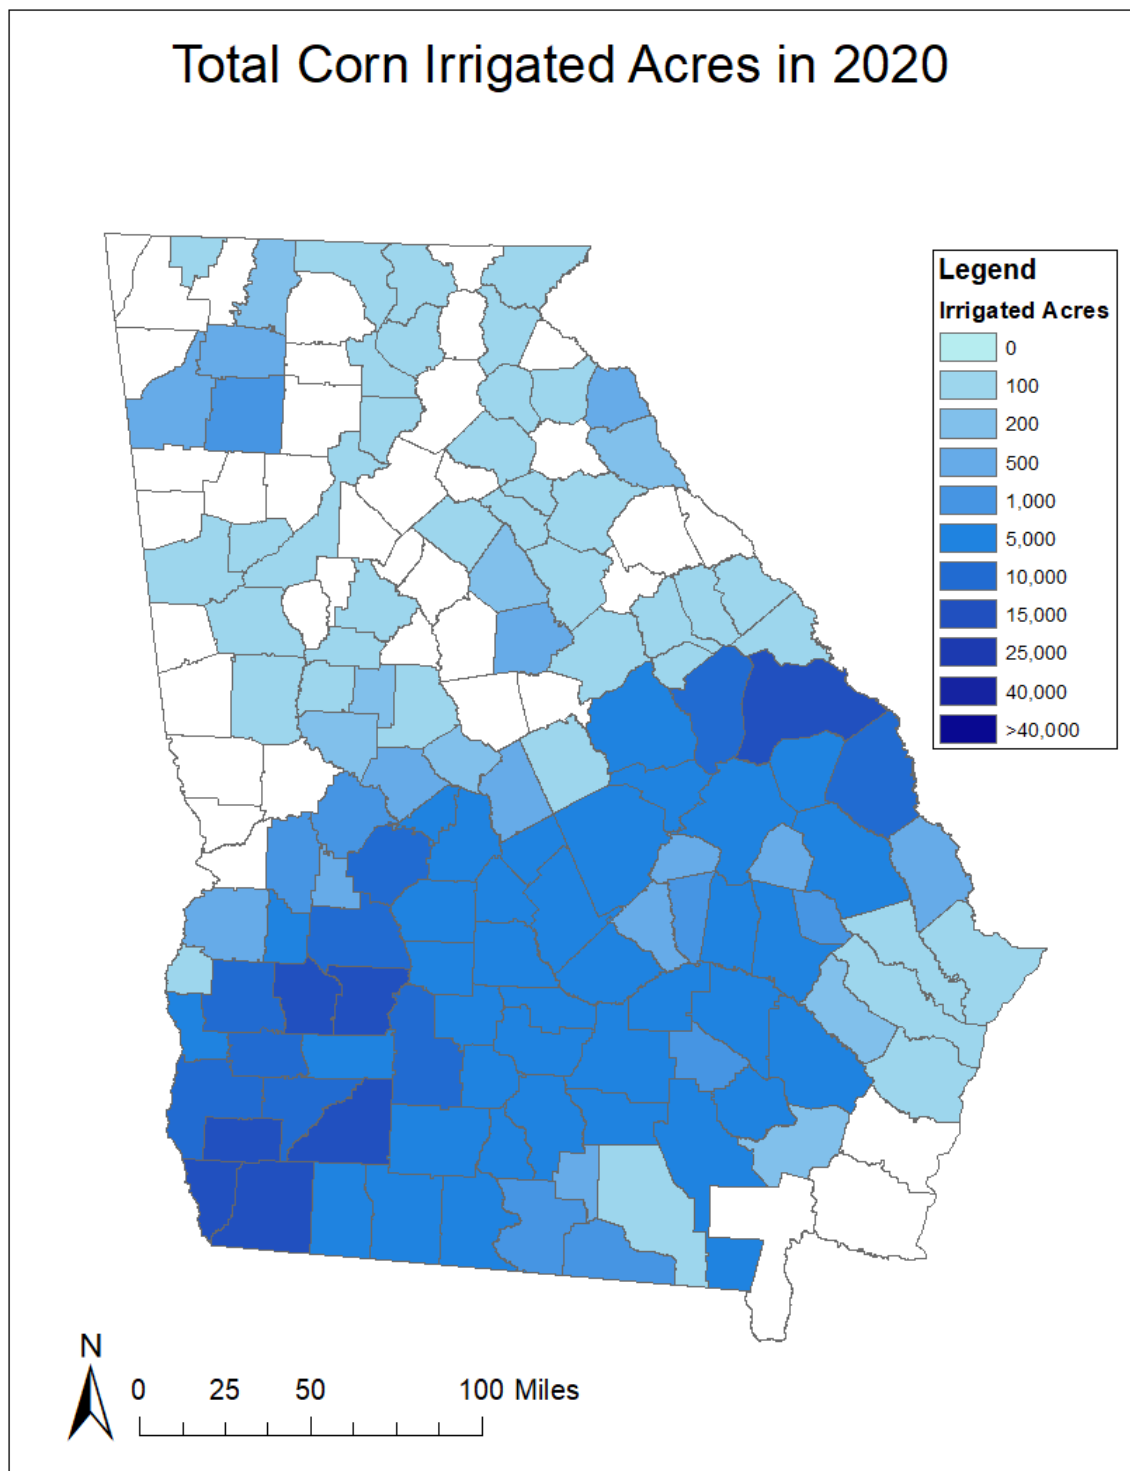 Total Corn Irrigated Acres in 2020
Legend
Irrigated Acres
0
100
200
500
1,000
5,000
10,000
15,000
25,000
40,000
>40,000
N
0 25 50 100 Miles